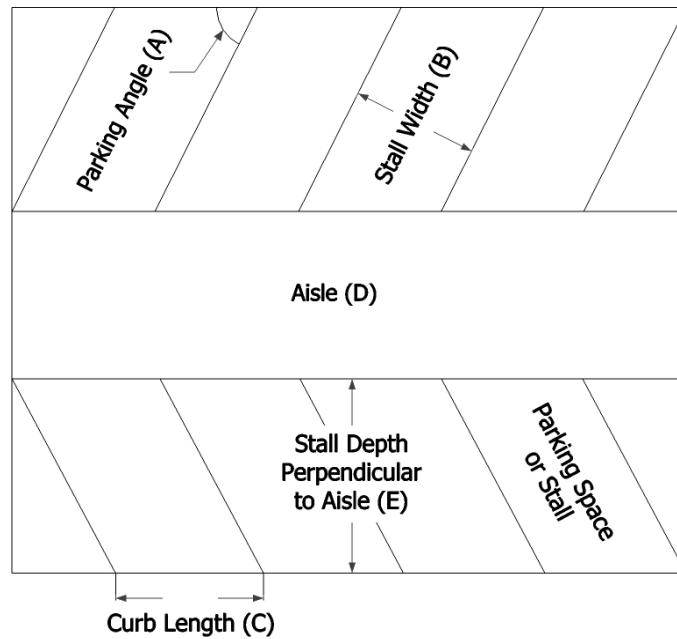 Parking Angle (A)
Stall Width (B)
Aisle (D)
Stall Depth
Perpendicular
to Aisle (E)
Parking Space
or Stall
Curb Length (C)